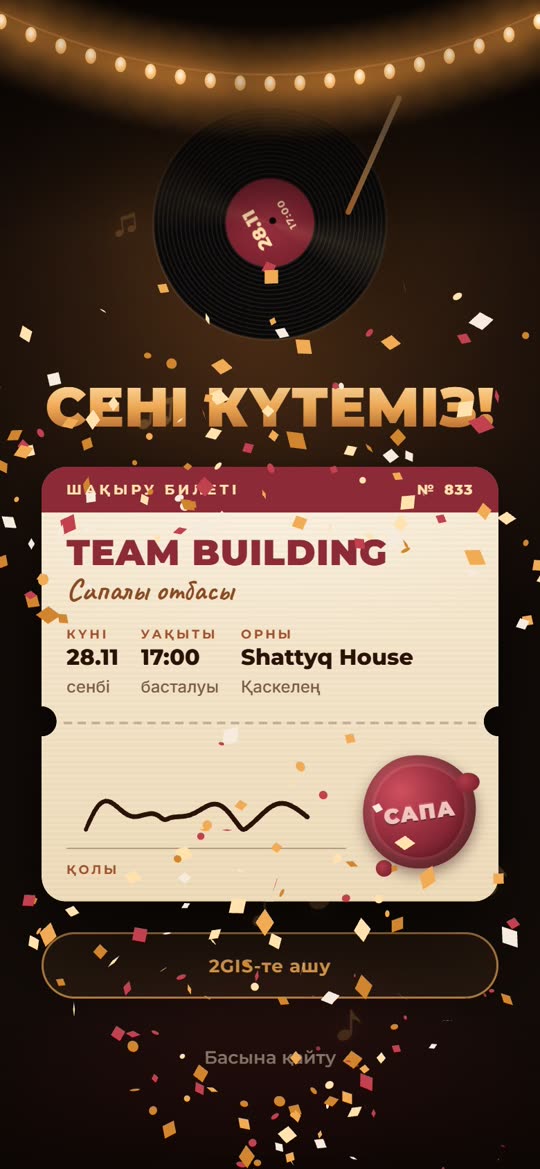 28.11
17:00
СЕНІ КҮТЕМІЗ!
ШАҚЫРУ БИЛЕТІ
№ 833
TEAM BUILDING
Сапалы отбасы
КҮНІ УАҚЫТЫ ОРНЫ
28.11 17:00 Shattyq House
сенбі басталуы Қаскелең
САПА
ҚОЛЫ
2GIS-те ашу
Басына қайту